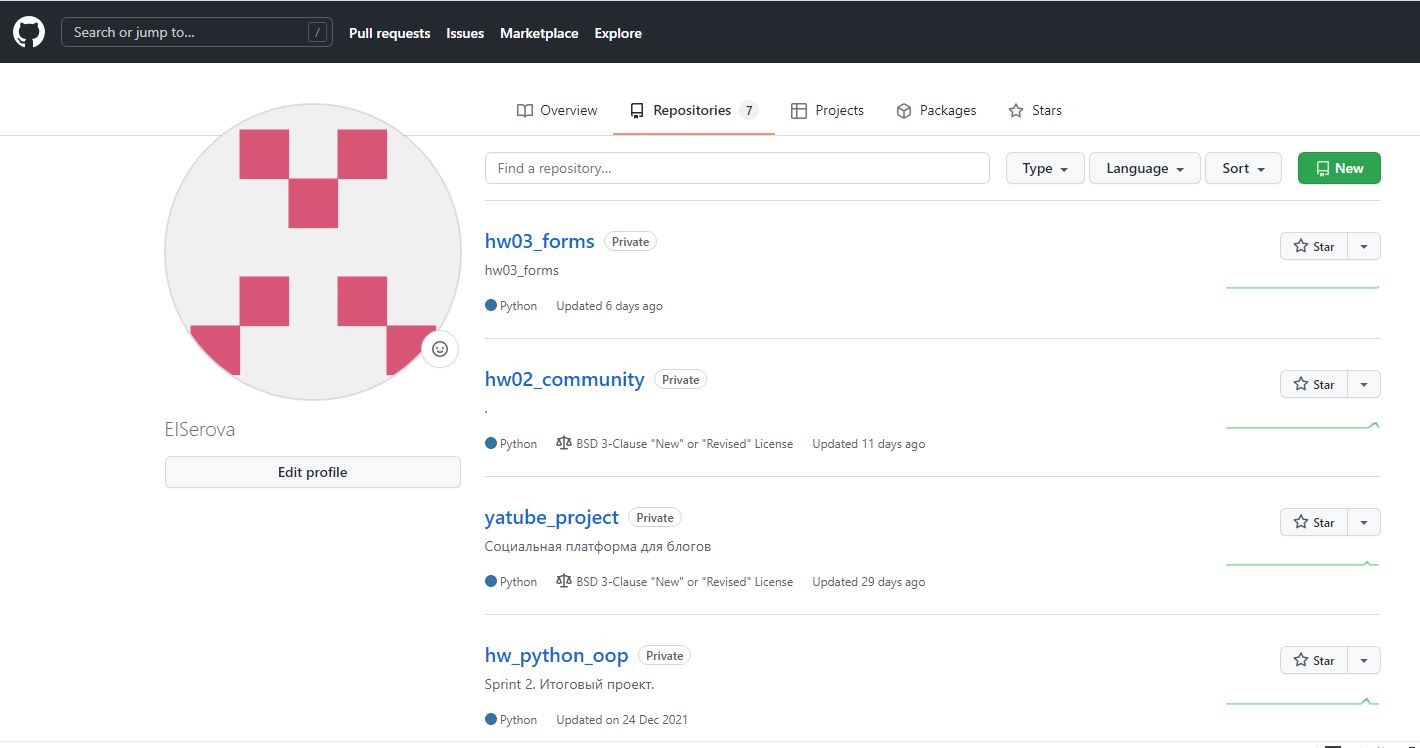 Search or jump to... /
Pull requests Issues Marketplace Explore
Overview Repositories 7 Projects Packages Stars
Find a repository... Type Language Sort New
hw03_forms Private Star
hw03_forms
Python Updated 6 days ago
hw02_community Private Star
.
Python BSD 3-Clause "New" or "Revised" License Updated 11 days ago
ElSerova
Edit profile
yatube_project Private Star
Социальная платформа для блогов
Python BSD 3-Clause "New" or "Revised" License Updated 29 days ago
hw_python_oop Private Star
Sprint 2. Итоговый проект.
Python Updated on 24 Dec 2021